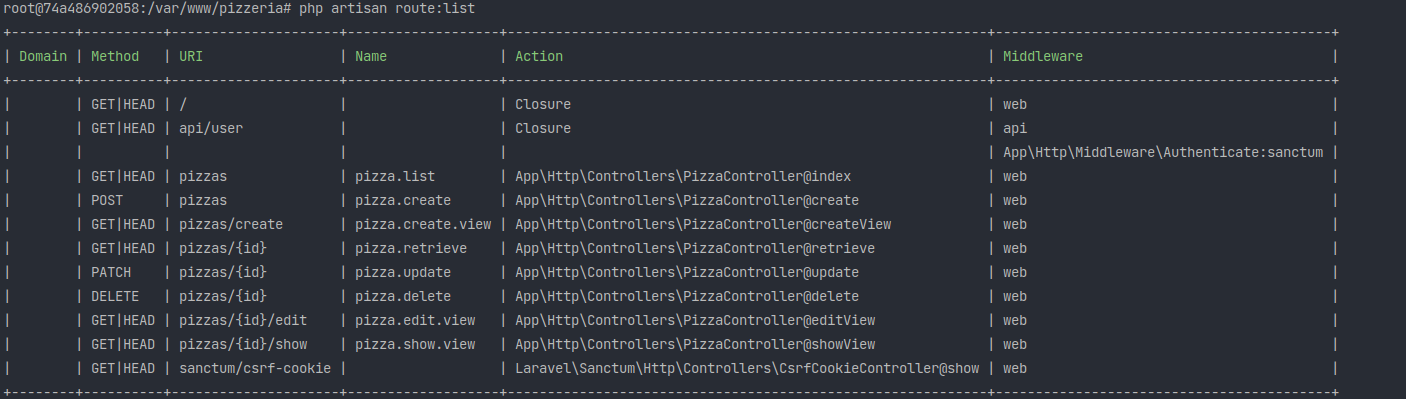 root@74a486902058:/var/www/pizzeria# php artisan route:list
+--------+----------+---------------------+-------------------+------------------------------------------------------------+------------------------------------------+
| Domain | Method   | URI                 | Name              | Action                                                     | Middleware                               |
+--------+----------+---------------------+-------------------+------------------------------------------------------------+------------------------------------------+
|        | GET|HEAD | /                   |                   | Closure                                                    | web                                      |
|        | GET|HEAD | api/user            |                   | Closure                                                    | api                                      |
|        |          |                     |                   |                                                            | App\Http\Middleware\Authenticate:sanctum |
|        | GET|HEAD | pizzas              | pizza.list        | App\Http\Controllers\PizzaController@index                 | web                                      |
|        | POST     | pizzas              | pizza.create      | App\Http\Controllers\PizzaController@create                | web                                      |
|        | GET|HEAD | pizzas/create       | pizza.create.view | App\Http\Controllers\PizzaController@createView            | web                                      |
|        | GET|HEAD | pizzas/{id}         | pizza.retrieve    | App\Http\Controllers\PizzaController@retrieve              | web                                      |
|        | PATCH    | pizzas/{id}         | pizza.update      | App\Http\Controllers\PizzaController@update                | web                                      |
|        | DELETE   | pizzas/{id}         | pizza.delete      | App\Http\Controllers\PizzaController@delete                | web                                      |
|        | GET|HEAD | pizzas/{id}/edit    | pizza.edit.view   | App\Http\Controllers\PizzaController@editView              | web                                      |
|        | GET|HEAD | pizzas/{id}/show    | pizza.show.view   | App\Http\Controllers\PizzaController@showView              | web                                      |
|        | GET|HEAD | sanctum/csrf-cookie |                   | Laravel\Sanctum\Http\Controllers\CsrfCookieController@show | web                                      |
+--------+----------+---------------------+-------------------+------------------------------------------------------------+------------------------------------------+